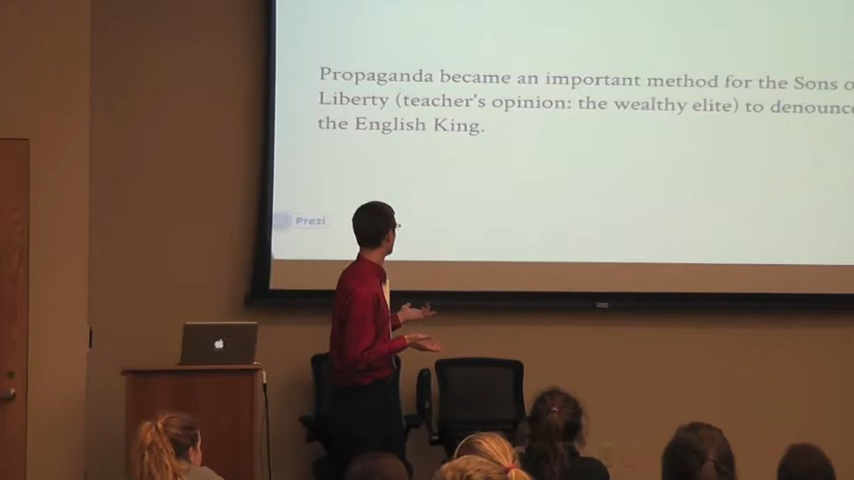 Propaganda became an important method for the Sons o
Liberty (teacher's opinion: the wealthy elite) to denounce
the English King.
Prezi